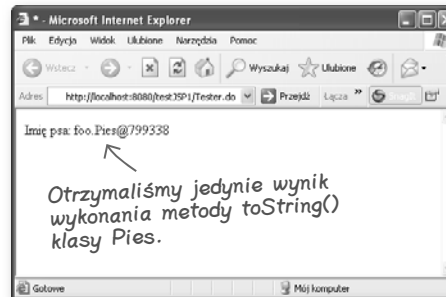 * - Microsoft Internet Explorer
Plik Edycja Widok Ulubione Narzędzia Pomoc
Wstecz Wyszukaj Ulubione
Adres http://localhost:8080/testJSP1/Tester.do Przejdź Łącza »
Imię psa: foo.Pies@799338
Otrzymaliśmy jedynie wynik
wykonania metody toString()
klasy Pies.
Gotowe Mój komputer